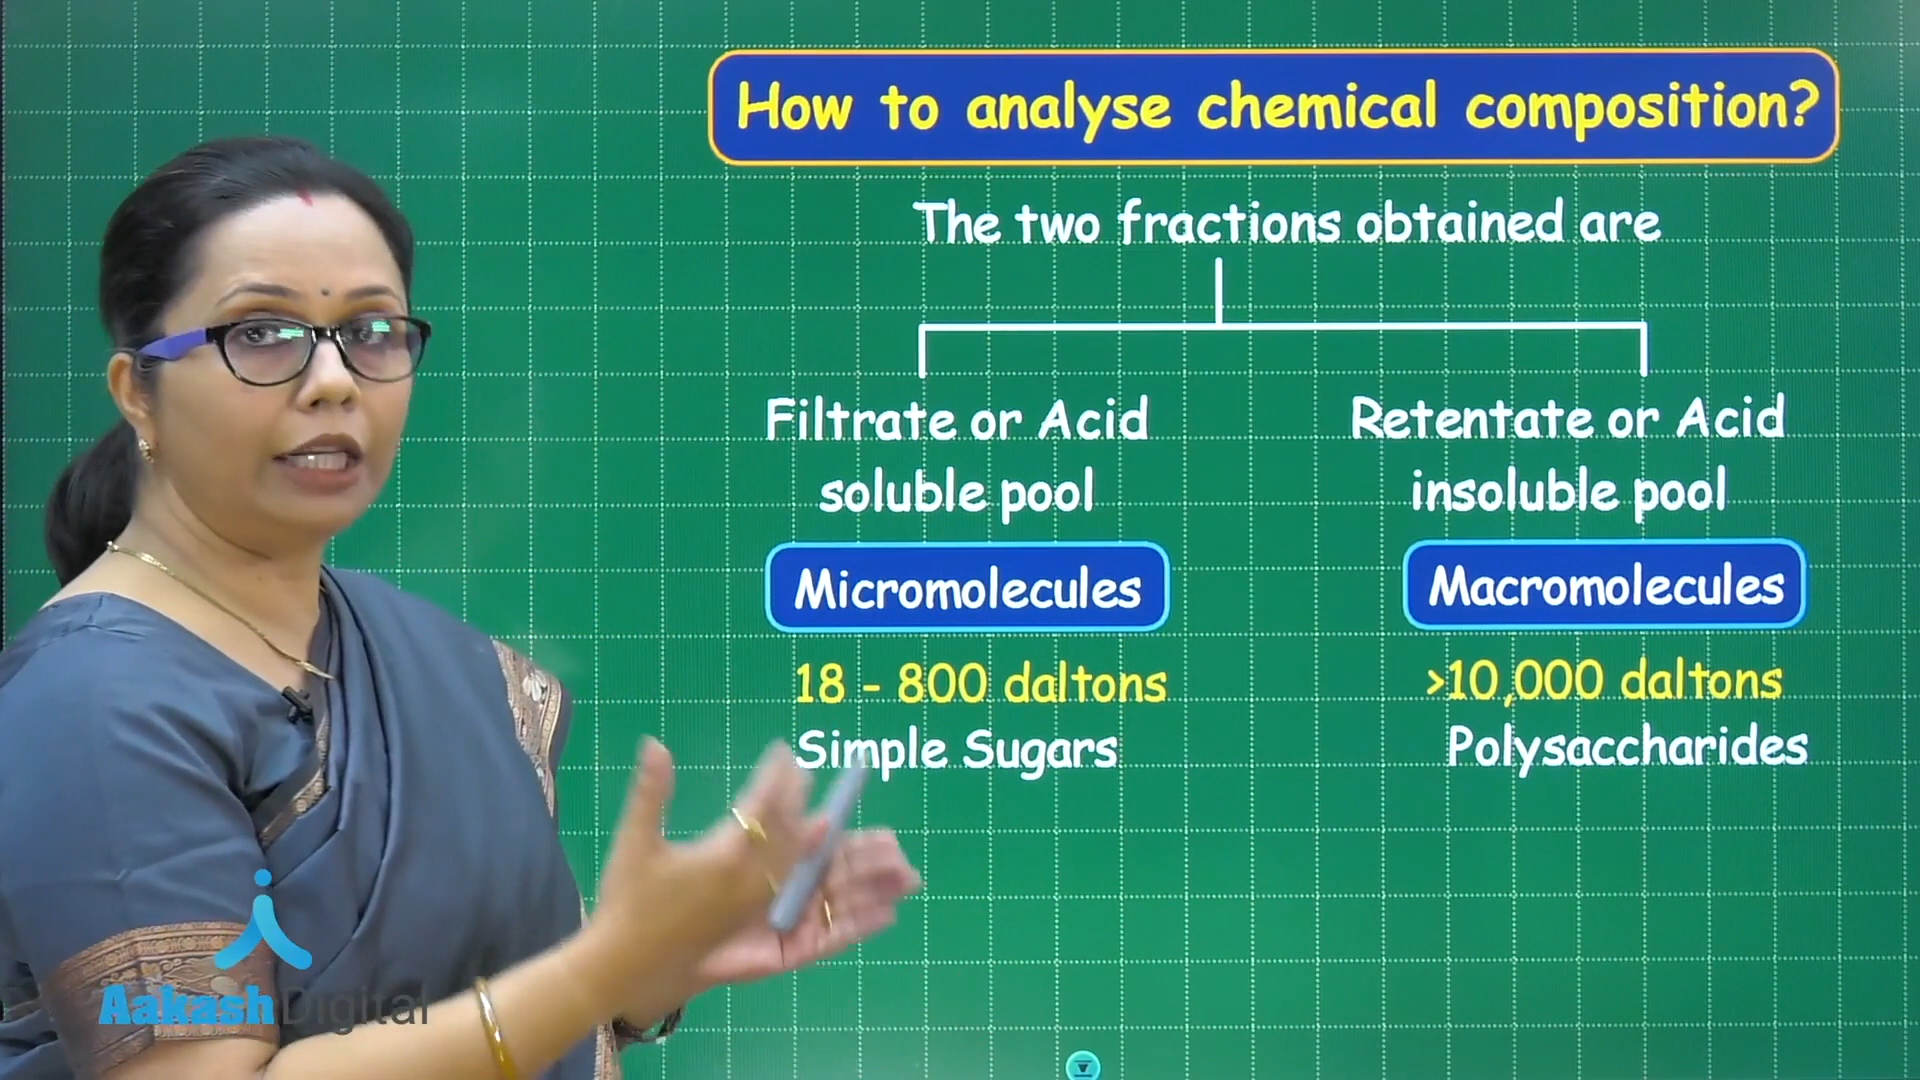 How to analyse chemical composition?
The two fractions obtained are
Filtrate or Acid
soluble pool
Retentate or Acid
insoluble pool
Micromolecules
Macromolecules
18 - 800 daltons
>10,000 daltons
Simple Sugars
Polysaccharides
Aakash Digital